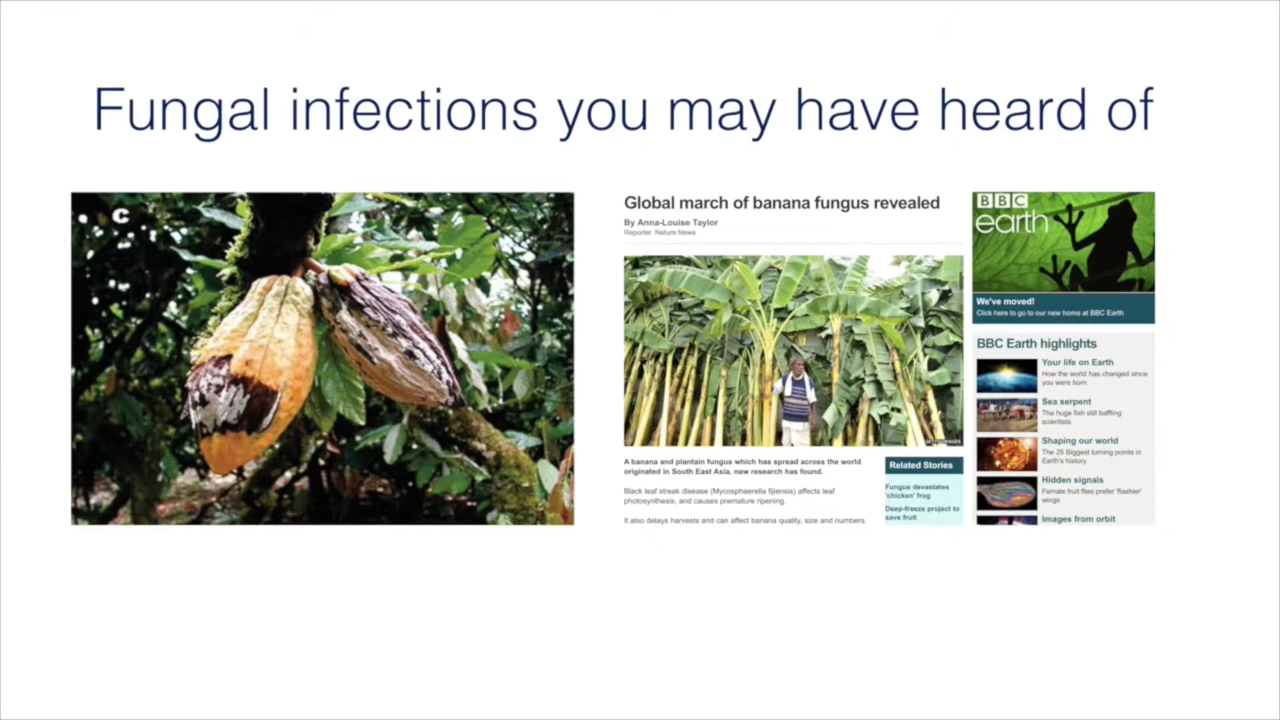 Fungal infections you may have heard of
C
Global march of banana fungus revealed
By Anna-Louise Taylor
Reporter, Nature News
GETTY IMAGES
A banana and plantain fungus which has spread across the world
originated in South East Asia, new research has found.
Black leaf streak disease (Mycosphaerella fijiensis) affects leaf
photosynthesis, and causes premature ripening.
It also delays harvests and can affect banana quality, size and numbers.
Related Stories
Fungus devastates
'chicken' frog
Deep-freeze project to
save fruit
BBC
earth
We've moved!
Click here to go to our new home at BBC Earth
BBC Earth highlights
Your life on Earth
How the world has changed since
you were born
Sea serpent
The huge fish still baffling
scientists
Shaping our world
The 25 Biggest turning points in
Earth's history
Hidden signals
Female fruit flies prefer 'flashier'
wings
Images from orbit